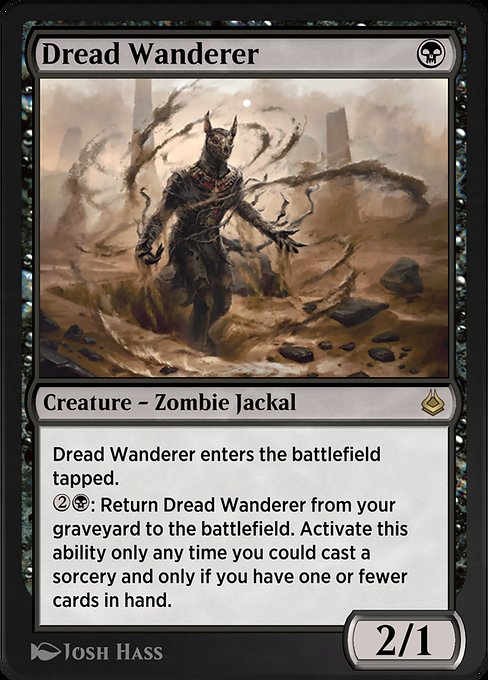 Dread Wanderer
Creature – Zombie Jackal
Dread Wanderer enters the battlefield
tapped.
2: Return Dread Wanderer from your
graveyard to the battlefield. Activate this
ability only any time you could cast a
sorcery and only if you have one or fewer
cards in hand.
2/1
Josh Hass